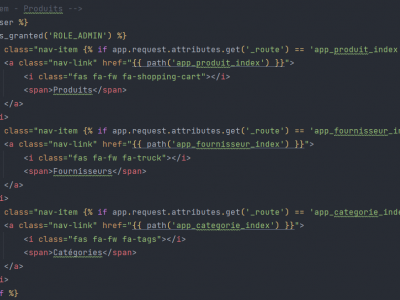 em - Produits -->
ser %}
s_granted('ROLE_ADMIN') %}
class="nav-item {% if app.request.attributes.get('_route') == 'app_produit_index
<a class="nav-link" href="{{ path('app_produit_index') }}">
<i class="fas fa-fw fa-shopping-cart"></i>
<span>Produits</span>
</a>
i>
class="nav-item {% if app.request.attributes.get('_route') == 'app_fournisseur_in
<a class="nav-link" href="{{ path('app_fournisseur_index') }}">
<i class="fas fa-fw fa-truck"></i>
<span>Fournisseurs</span>
</a>
i>
class="nav-item {% if app.request.attributes.get('_route') == 'app_categorie_inde
<a class="nav-link" href="{{ path('app_categorie_index') }}">
<i class="fas fa-fw fa-tags"></i>
<span>Catégories</span>
</a>
i>
f %}